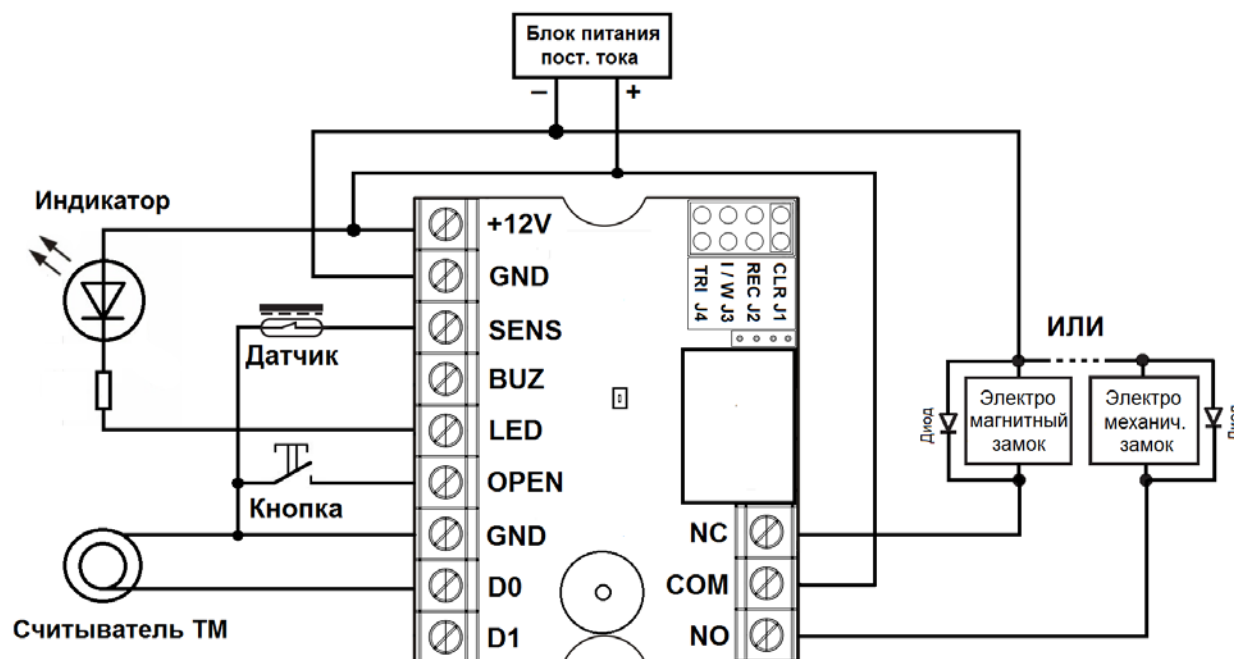 Блок питания
пост. тока
– +
Индикатор
+12V
GND
SENS
Датчик
BUZ
LED
OPEN
Кнопка
GND
D0
Считыватель ТМ
D1
CLR J1
REC J2
I / W J3
TRI J4
ИЛИ
Диод
Электро
магнитный
замок
Электро
механич.
замок
Диод
NC
COM
NO